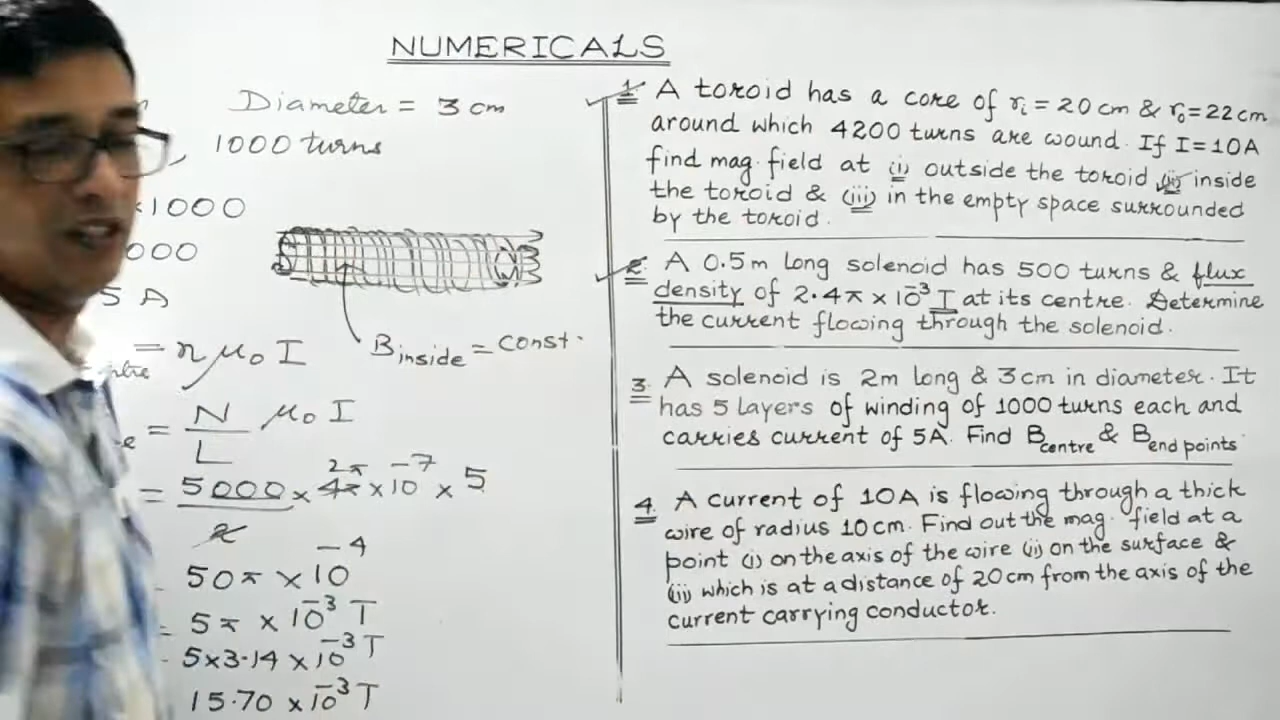 NUMERICALS
Diameter = 3 cm
, 1000 turns
×1000
000
5 A
= n μ₀ I
ntre
= N/L μ₀ I
e
= 5000/2 × 4π 2π × 10⁻⁷ × 5
50π × 10⁻⁴
= 5π × 10⁻³ T
- 5×3·14 × 10⁻³ T
15·70 × 10⁻³ T
B inside = const.
1. A toroid has a core of rᵢ = 20 cm & r₀ = 22 cm
around which 4200 turns are wound. If I = 10A
find mag. field at (i) outside the toroid (ii) inside
the toroid & (iii) in the empty space surrounded
by the toroid.
2. A 0.5m long solenoid has 500 turns & flux
density of 2·4π × 10⁻³ T at its centre. Determine
the current flowing through the solenoid.
3. A solenoid is 2m long & 3cm in diameter. It
has 5 layers of winding of 1000 turns each and
carries current of 5A. Find B centre & B end points
4. A current of 10A is flowing through a thick
wire of radius 10cm. Find out the mag. field at a
point (i) on the axis of the wire (ii) on the surface &
(iii) which is at a distance of 20cm from the axis of the
current carrying conductor.